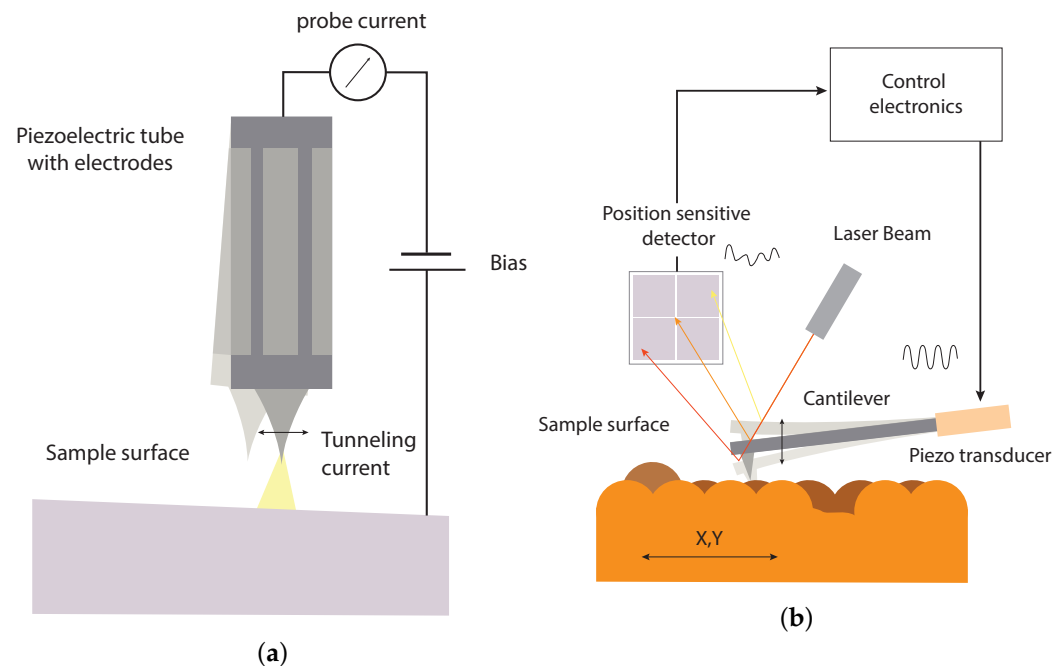 probe current
Piezoelectric tube
with electrodes
Bias
Sample surface
Tunneling
current
(a)
Control
electronics
Position sensitive
detector
Laser Beam
Cantilever
Sample surface
Piezo transducer
X,Y
(b)